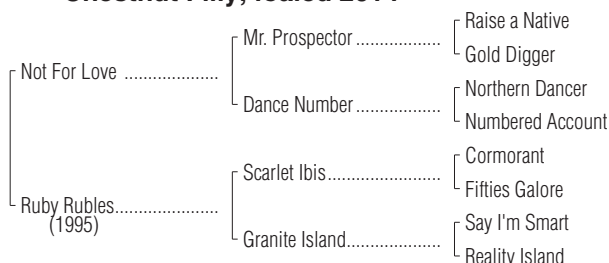 Chestnut Filly; foaled
Raise a Native
Mr. Prospector ..................
Gold Digger
Not For Love ....................
Northern Dancer
Dance Number..................
Numbered Account
Cormorant
Scarlet Ibis........................
Fifties Galore
Ruby Rubles......................
(1995)
Say I'm Smart
Granite Island....................
Reality Island